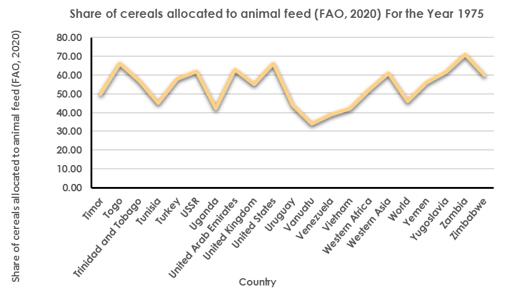 Share of cereals allocated to animal feed (FAO, 2020) For the Year 1975
Share of cereals allocated to animal feed (FAO, 2020)
80.00
70.00
60.00
50.00
40.00
30.00
20.00
10.00
0.00
Timor
Togo
Trinidad and Tobago
Tunisia
Turkey
USSR
Uganda
United Arab Emirates
United Kingdom
United States
Uruguay
Vanuatu
Venezuela
Vietnam
Western Africa
Western Asia
World
Yemen
Yugoslavia
Zambia
Zimbabwe
Country